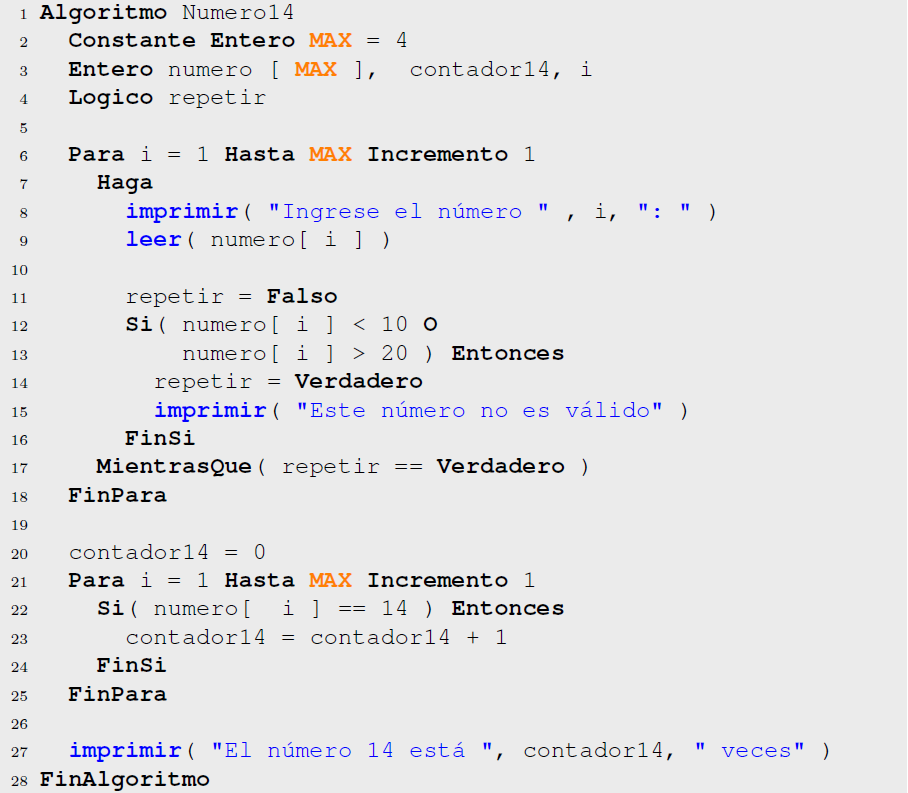 1 Algoritmo Numero14
2 Constante Entero MAX = 4
3 Entero numero [ MAX ], contador14, i
4 Logico repetir
5
6 Para i = 1 Hasta MAX Incremento 1
7 Haga
8 imprimir( "Ingrese el número " , i, ": " )
9 leer( numero[ i ] )
10
11 repetir = Falso
12 Si( numero[ i ] < 10 O
13 numero[ i ] > 20 ) Entonces
14 repetir = Verdadero
15 imprimir( "Este número no es válido" )
16 FinSi
17 MientrasQue( repetir == Verdadero )
18 FinPara
19
20 contador14 = 0
21 Para i = 1 Hasta MAX Incremento 1
22 Si( numero[ i ] == 14 ) Entonces
23 contador14 = contador14 + 1
24 FinSi
25 FinPara
26
27 imprimir( "El número 14 está ", contador14, " veces" )
28 FinAlgoritmo